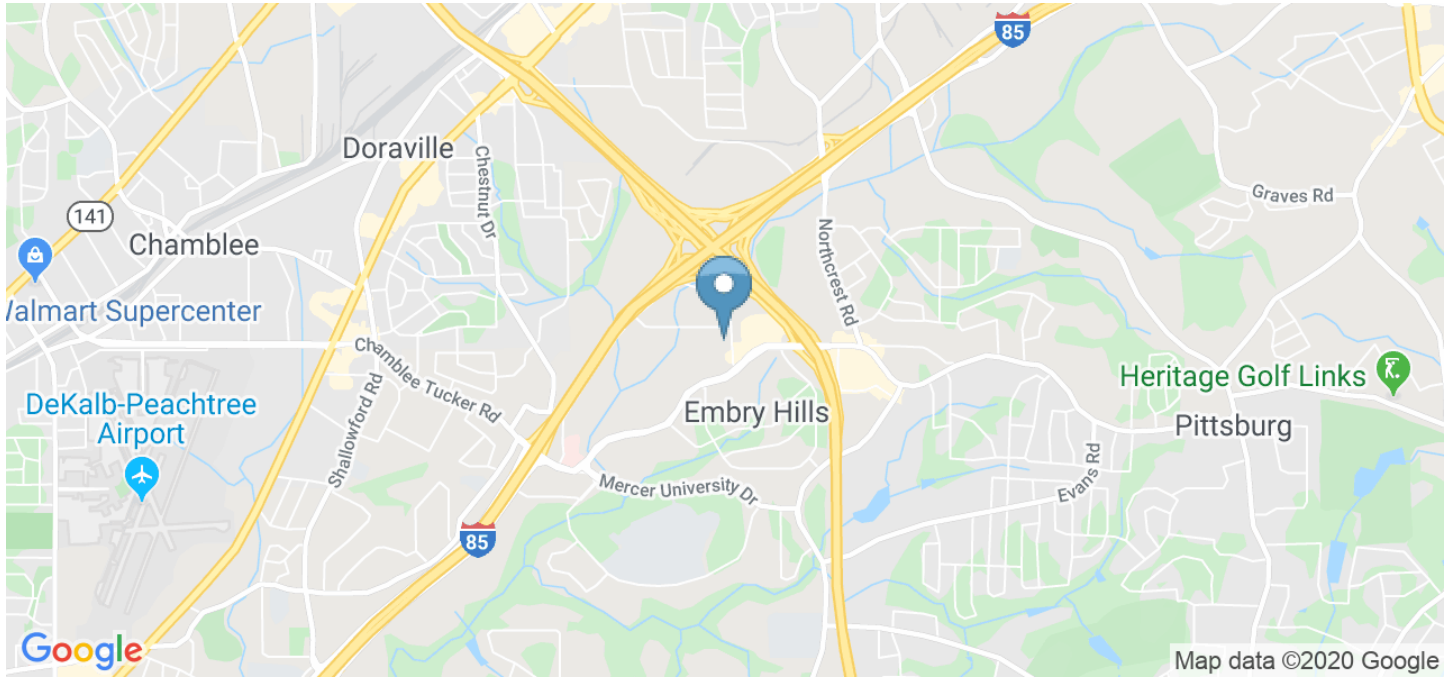 85
Doraville
Chestnut Dr
Graves Rd
141
Chamblee
Northcrest Rd
Walmart Supercenter
Chamblee Tucker Rd
Shallowford Rd
Heritage Golf Links
DeKalb-Peachtree
Airport
Embry Hills
Pittsburg
Mercer University Dr
Evans Rd
85
Google
Map data ©2020 Google